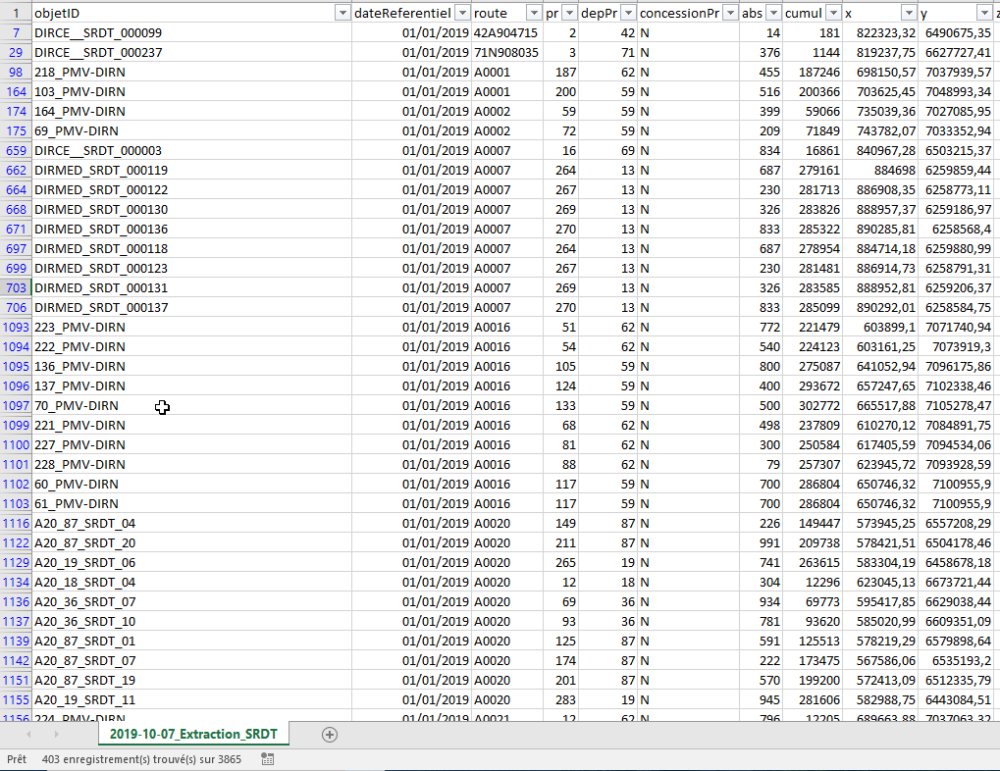 1 objetID dateReferentiel route pr depPr concessionPr abs cumul x y z
7 DIRCE__SRDT_000099 01/01/2019 42A904715 2 42 N 14 181 822323,32 6490675,35
29 DIRCE__SRDT_000237 01/01/2019 71N908035 3 71 N 376 1144 819237,75 6627727,41
98 218_PMV-DIRN 01/01/2019 A0001 187 62 N 455 187246 698150,57 7039939,57
164 103_PMV-DIRN 01/01/2019 A0001 200 59 N 516 200366 703625,45 7048993,34
174 164_PMV-DIRN 01/01/2019 A0002 59 59 N 399 59066 735039,36 7027085,95
175 69_PMV-DIRN 01/01/2019 A0002 72 59 N 209 71849 743782,07 7033352,94
659 DIRCE__SRDT_000003 01/01/2019 A0007 16 69 N 834 16861 840967,28 6503215,37
662 DIRMED_SRDT_000119 01/01/2019 A0007 264 13 N 687 279161 884698 6259859,44
664 DIRMED_SRDT_000122 01/01/2019 A0007 267 13 N 230 281713 886908,35 6258773,11
668 DIRMED_SRDT_000130 01/01/2019 A0007 269 13 N 326 283826 888957,37 6259186,97
671 DIRMED_SRDT_000136 01/01/2019 A0007 270 13 N 833 285322 890285,81 6258568,4
697 DIRMED_SRDT_000118 01/01/2019 A0007 264 13 N 687 278954 884714,18 6259880,99
699 DIRMED_SRDT_000123 01/01/2019 A0007 267 13 N 230 281481 886914,73 6258791,31
703 DIRMED_SRDT_000131 01/01/2019 A0007 269 13 N 326 283585 888952,81 6259206,37
706 DIRMED_SRDT_000137 01/01/2019 A0007 270 13 N 833 285099 890292,01 6258584,75
1093 223_PMV-DIRN 01/01/2019 A0016 51 62 N 772 221479 603899,1 7071740,94
1094 222_PMV-DIRN 01/01/2019 A0016 54 62 N 540 224123 603161,25 7073919,3
1095 136_PMV-DIRN 01/01/2019 A0016 105 59 N 800 275087 641052,94 7096175,86
1096 137_PMV-DIRN 01/01/2019 A0016 124 59 N 400 293672 657247,65 7102338,46
1097 70_PMV-DIRN 01/01/2019 A0016 133 59 N 500 302772 665517,88 7105278,47
1099 221_PMV-DIRN 01/01/2019 A0016 68 62 N 498 237809 610270,12 7084891,75
1100 227_PMV-DIRN 01/01/2019 A0016 81 62 N 300 250584 617405,59 7094534,06
1101 228_PMV-DIRN 01/01/2019 A0016 88 62 N 79 257307 623945,72 7093928,59
1102 60_PMV-DIRN 01/01/2019 A0016 117 59 N 700 286804 650746,32 7100955,9
1103 61_PMV-DIRN 01/01/2019 A0016 117 59 N 700 286804 650746,32 7100955,9
1116 A20_87_SRDT_04 01/01/2019 A0020 149 87 N 226 149447 573945,25 6557208,29
1122 A20_87_SRDT_20 01/01/2019 A0020 211 87 N 991 209738 578421,51 6504178,46
1129 A20_19_SRDT_06 01/01/2019 A0020 265 19 N 741 263615 583304,19 6458678,18
1134 A20_18_SRDT_04 01/01/2019 A0020 12 18 N 304 12296 623045,13 6673721,44
1136 A20_36_SRDT_07 01/01/2019 A0020 69 36 N 934 69773 595417,85 6629038,44
1137 A20_36_SRDT_10 01/01/2019 A0020 93 36 N 781 93620 585020,99 6609351,09
1139 A20_87_SRDT_01 01/01/2019 A0020 125 87 N 591 125513 578219,29 6579898,64
1142 A20_87_SRDT_07 01/01/2019 A0020 174 87 N 222 173475 567586,06 6535193,2
1151 A20_87_SRDT_19 01/01/2019 A0020 201 87 N 570 199200 572413,09 6512335,79
1155 A20_19_SRDT_11 01/01/2019 A0020 283 19 N 945 281606 582988,75 6443084,51
1156 224_PMV-DIRN 01/01/2019 A0021 12 62 N 796 12205 689663,88 7037063,32
2019-10-07_Extraction_SRDT
Prêt 403 enregistrement(s) trouvé(s) sur 3865